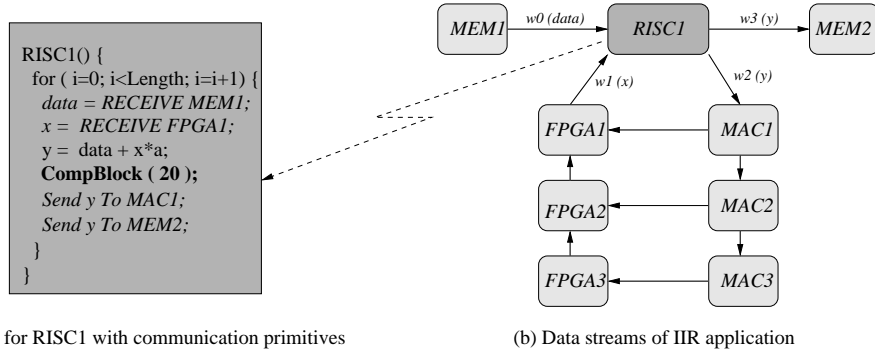 RISC1() {
for ( i=0; i<Length; i=i+1) {
data = RECEIVE MEM1;
x = RECEIVE FPGA1;
y = data + x*a;
CompBlock ( 20 );
Send y To MAC1;
Send y To MEM2;
}
}
for RISC1 with communication primitives
MEM1
w0 (data)
RISC1
w3 (y)
MEM2
w1 (x)
w2 (y)
FPGA1
MAC1
FPGA2
MAC2
FPGA3
MAC3
(b) Data streams of IIR application